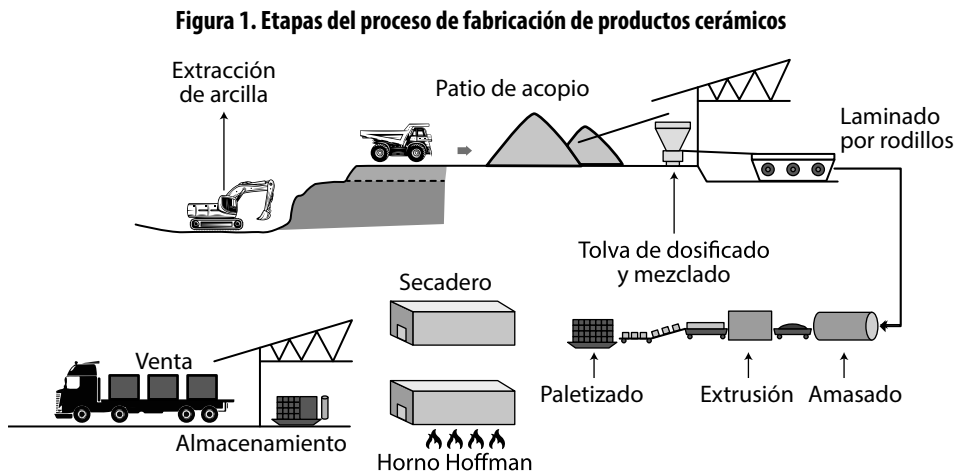 Figura 1. Etapas del proceso de fabricación de productos cerámicos
Extracción
de arcilla
Patio de acopio
Laminado
por rodillos
Tolva de dosificado
y mezclado
Secadero
Venta
Paletizado
Extrusión
Amasado
Almacenamiento
Horno Hoffman